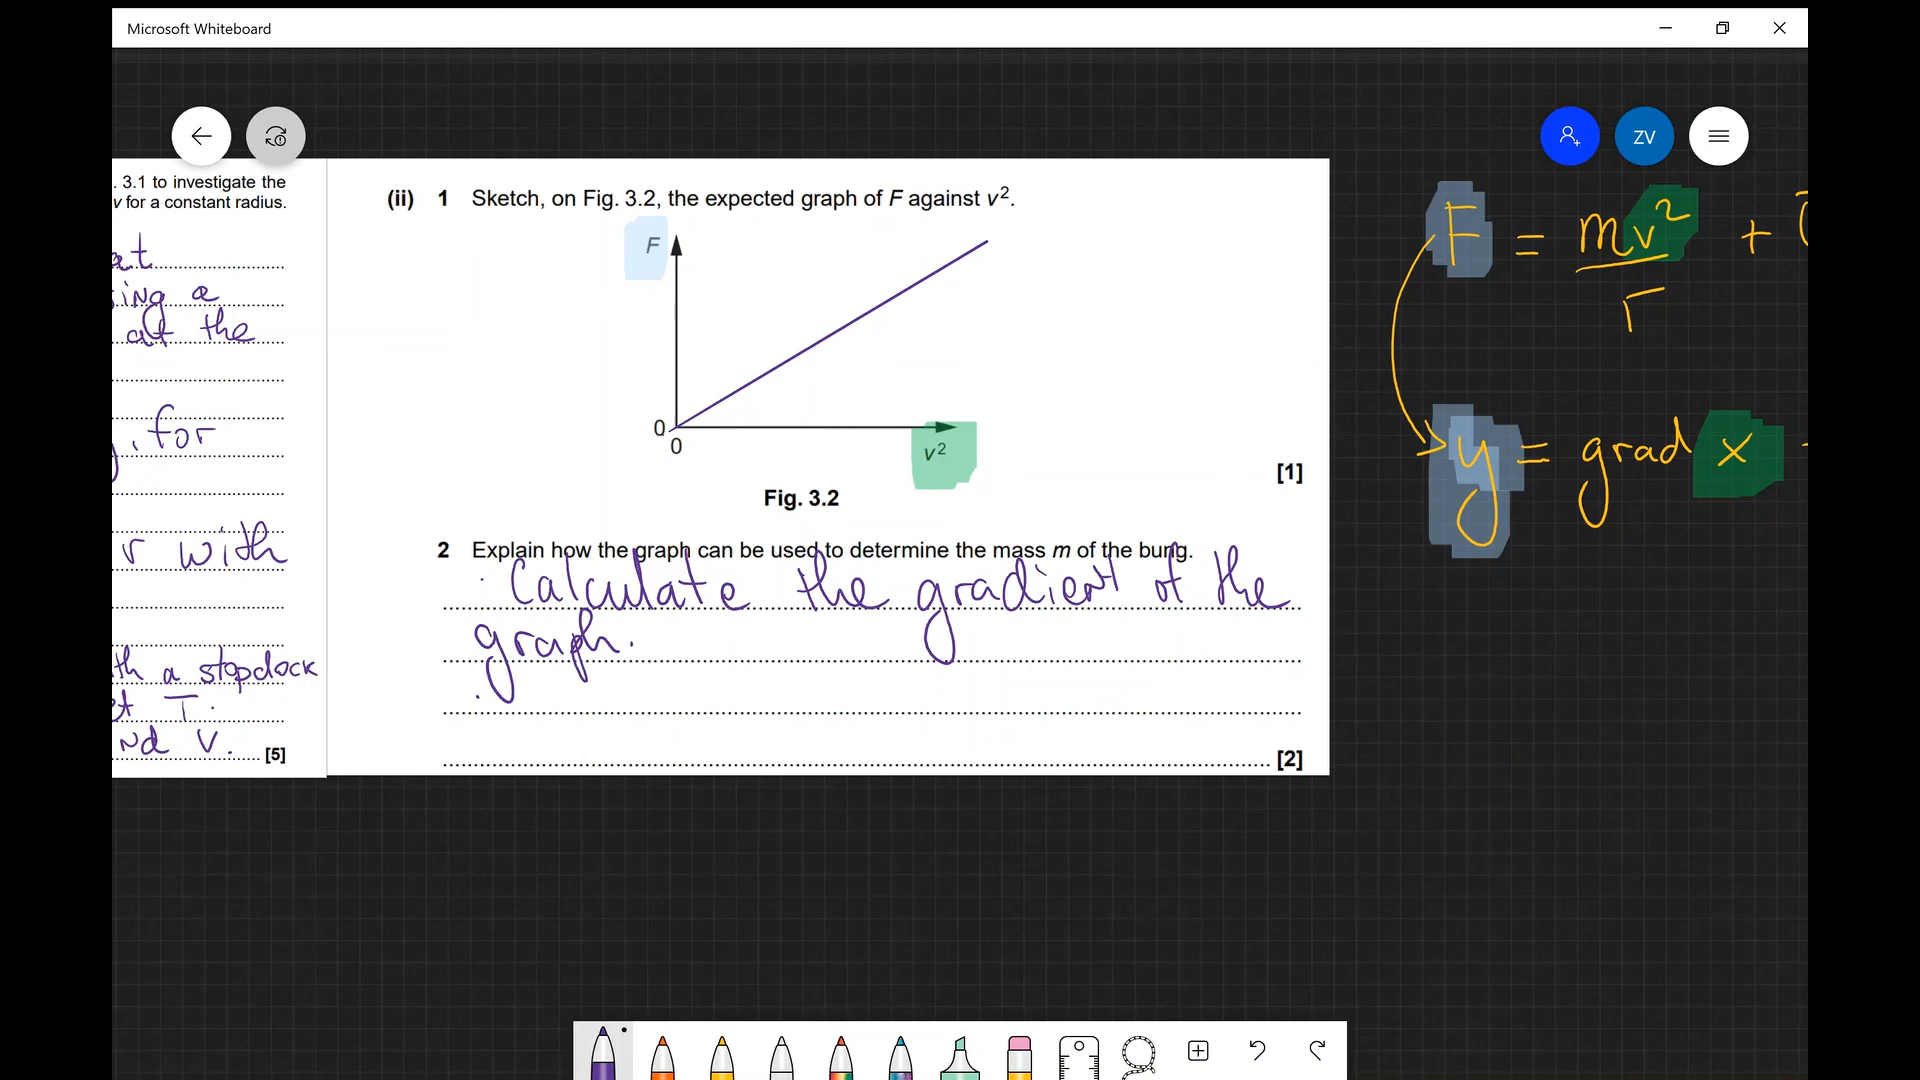 Microsoft Whiteboard
ZV
. 3.1 to investigate the
v for a constant radius.
at
ing a
at the
, for
r with
th a stopclock
et T.
nd v.
[5]
(ii) 1 Sketch, on Fig. 3.2, the expected graph of F against v².
F
0
0
v²
[1]
Fig. 3.2
2 Explain how the graph can be used to determine the mass m of the bung.
· Calculate the gradient of the
graph.
·
[2]
F = mv² +
r
y = grad x